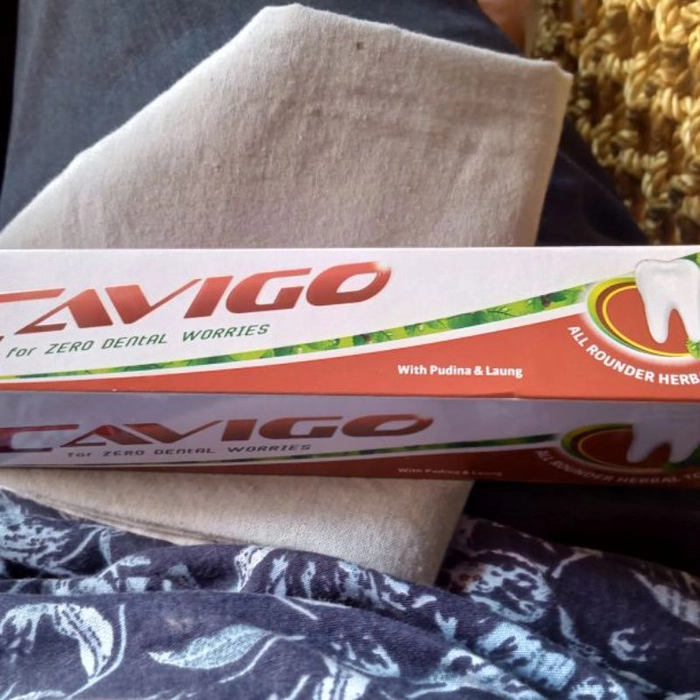 CAVIGO
for ZERO DENTAL WORRIES
With Pudina & Laung
ALL ROUNDER HERB
CAVIGO
for ZERO DENTAL WORRIES
With Pudina & Laung
ALL ROUNDER HERBAL